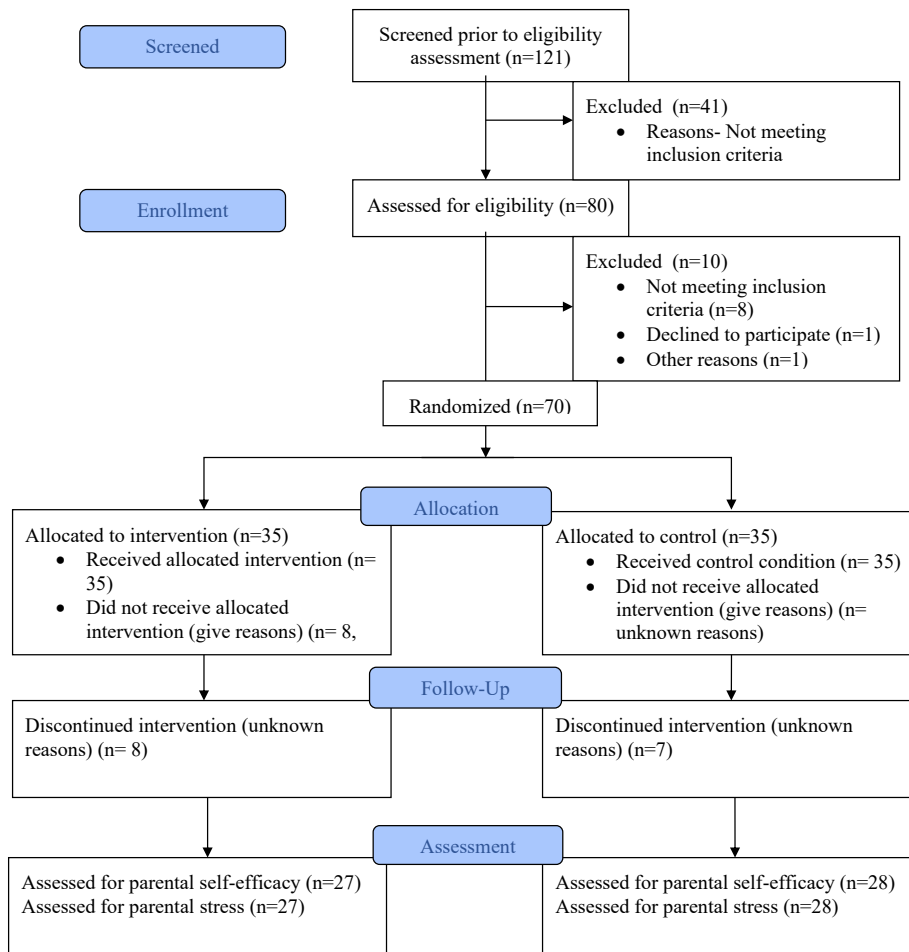 Screened
Screened prior to eligibility
assessment (n=121)
Excluded (n=41)
• Reasons- Not meeting
inclusion criteria
Enrollment
Assessed for eligibility (n=80)
Excluded (n=10)
• Not meeting inclusion
criteria (n=8)
• Declined to participate (n=1)
• Other reasons (n=1)
Randomized (n=70)
Allocation
Allocated to intervention (n=35)
• Received allocated intervention (n=
35)
• Did not receive allocated
intervention (give reasons) (n= 8,
Allocated to control (n=35)
• Received control condition (n= 35)
• Did not receive allocated
intervention (give reasons) (n=
unknown reasons)
Follow-Up
Discontinued intervention (unknown
reasons) (n= 8)
Discontinued intervention (unknown
reasons) (n=7)
Assessment
Assessed for parental self-efficacy (n=27)
Assessed for parental stress (n=27)
Assessed for parental self-efficacy (n=28)
Assessed for parental stress (n=28)